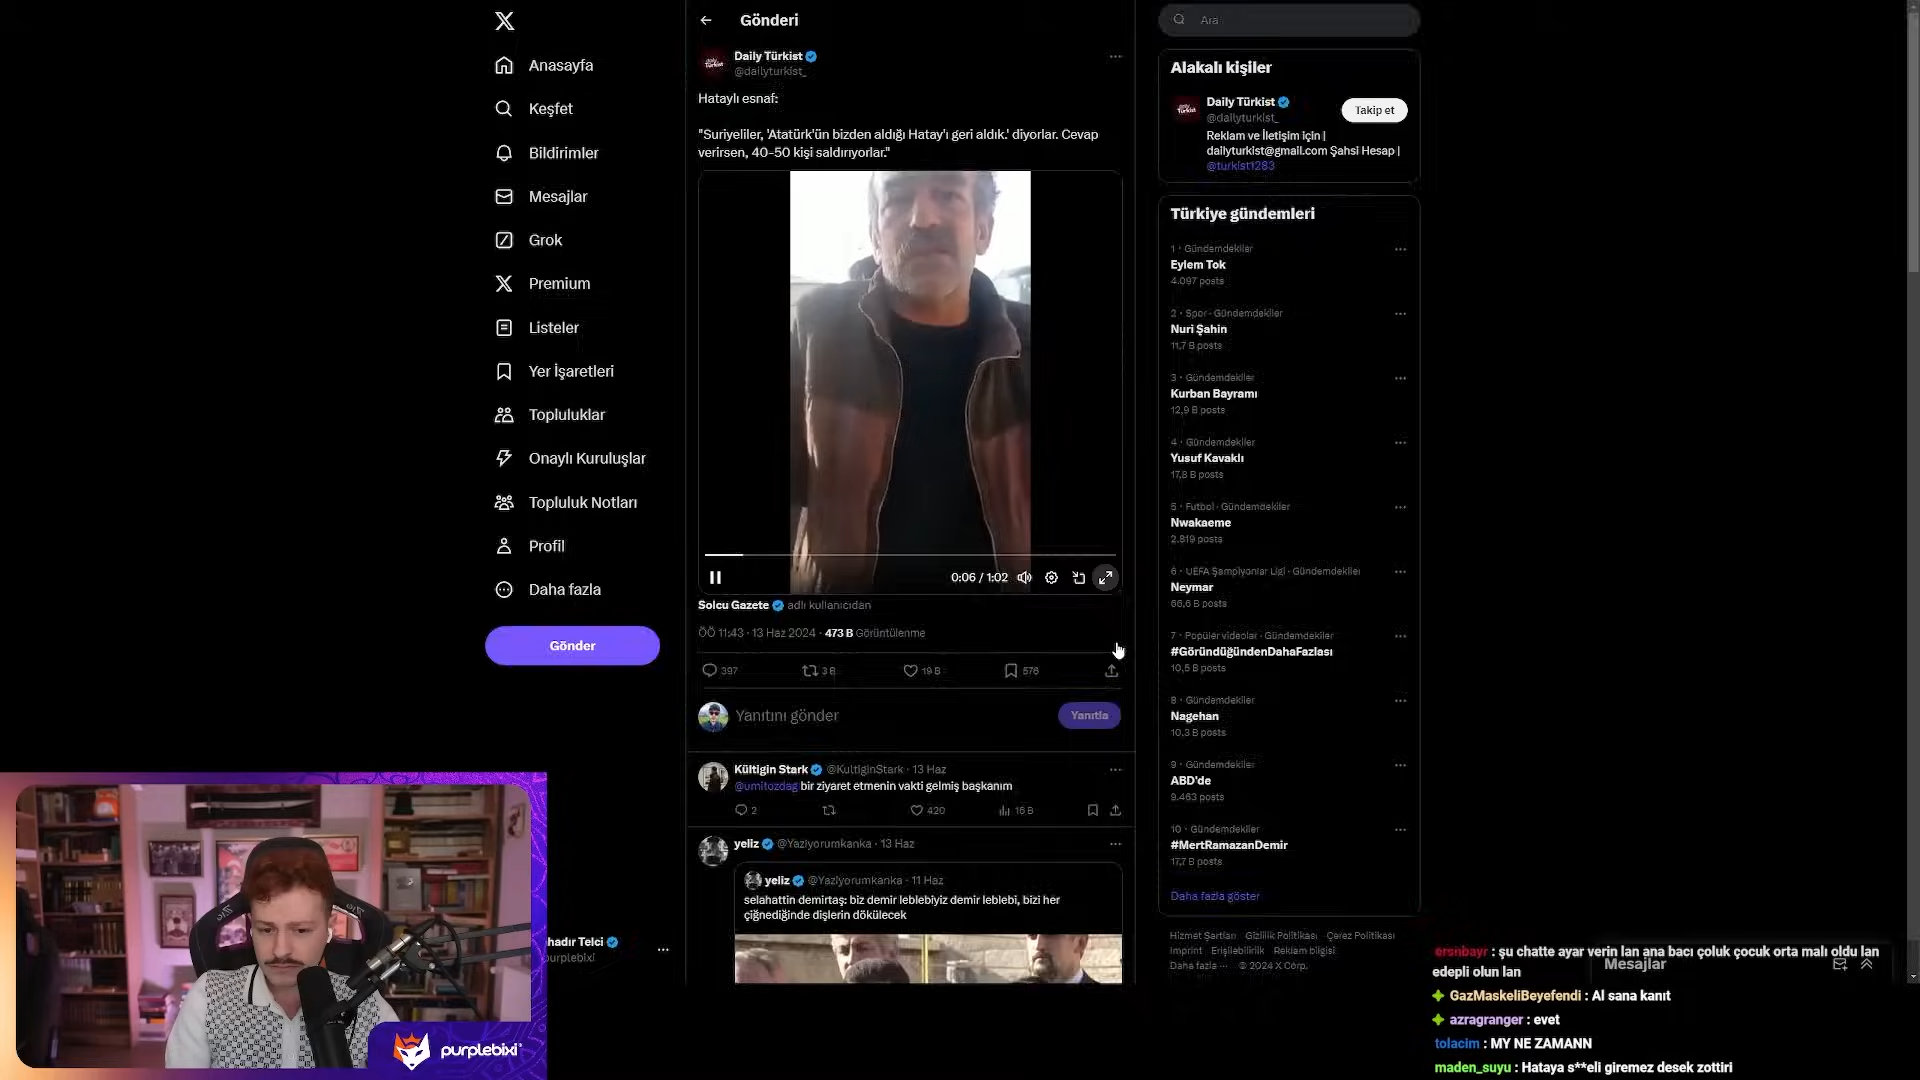 Anasayfa
Keşfet
Bildirimler
Mesajlar
Grok
Premium
Listeler
Yer İşaretleri
Topluluklar
Onaylı Kuruluşlar
Topluluk Notları
Profil
Daha fazla
Gönder
hadır Telci
purplebixi
Gönderi
Daily Türkist
@dailyturkist_
Hataylı esnaf:
"Suriyeliler, 'Atatürk'ün bizden aldığı Hatay'ı geri aldık.' diyorlar. Cevap
verirsen, 40-50 kişi saldırıyorlar."
0:06 / 1:02
Solcu Gazete adlı kullanıcıdan
ÖÖ 11:43 · 13 Haz 2024 · 473 B Görüntülenme
397 3 B 19 B 576
Yanıtını gönder
Yanıtla
Kültigin Stark @KultiginStark · 13 Haz
@umitozdag bir ziyaret etmenin vakti gelmiş başkanım
2 420 16 B
yeliz @Yaziyorumkanka · 13 Haz
yeliz @Yaziyorumkanka · 11 Haz
selahattin demirtaş: biz demir leblebiyiz demir leblebi, bizi her
çiğnediğinde dişlerin dökülecek
Ara
Alakalı kişiler
Daily Türkist
@dailyturkist_
Takip et
Reklam ve İletişim için |
dailyturkist@gmail.com Şahsi Hesap |
@turkist1283
Türkiye gündemleri
1 · Gündemdekiler
Eylem Tok
4.097 posts
2 · Spor · Gündemdekiler
Nuri Şahin
11,7 B posts
3 · Gündemdekiler
Kurban Bayramı
12,9 B posts
4 · Gündemdekiler
Yusuf Kavaklı
17,8 B posts
5 · Futbol · Gündemdekiler
Nwakaeme
2.819 posts
6 · UEFA Şampiyonlar Ligi · Gündemdekiler
Neymar
66,6 B posts
7 · Popüler videolar · Gündemdekiler
#GöründüğündenDahaFazlası
10,5 B posts
8 · Gündemdekiler
Nagehan
10,3 B posts
9 · Gündemdekiler
ABD'de
9.463 posts
10 · Gündemdekiler
#MertRamazanDemir
17,7 B posts
Daha fazla göster
Hizmet Şartları Gizlilik Politikası Çerez Politikası
Imprint Erişilebilirlik Reklam bilgisi
Daha fazla ··· © 2024 X Corp.
Mesajlar
ersnbayr : şu chatte ayar verin lan ana bacı çoluk çocuk orta malı oldu lan
edepli olun lan
GazMaskeliBeyefendi : Al sana kanıt
azragranger : evet
tolacim : MY NE ZAMANN
maden_suyu : Hataya s**eli giremez desek zottiri
purplebixi